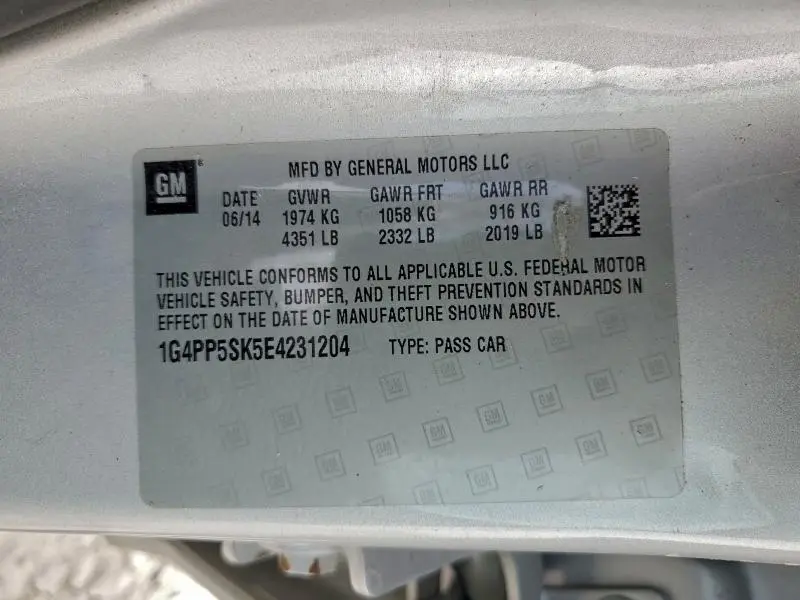 GM
MFD BY GENERAL MOTORS LLC
DATE GVWR GAWR FRT GAWR RR
06/14 1974 KG 1058 KG 916 KG
4351 LB 2332 LB 2019 LB
THIS VEHICLE CONFORMS TO ALL APPLICABLE U.S. FEDERAL MOTOR
VEHICLE SAFETY, BUMPER, AND THEFT PREVENTION STANDARDS IN
EFFECT ON THE DATE OF MANUFACTURE SHOWN ABOVE.
1G4PP5SK5E4231204 TYPE: PASS CAR